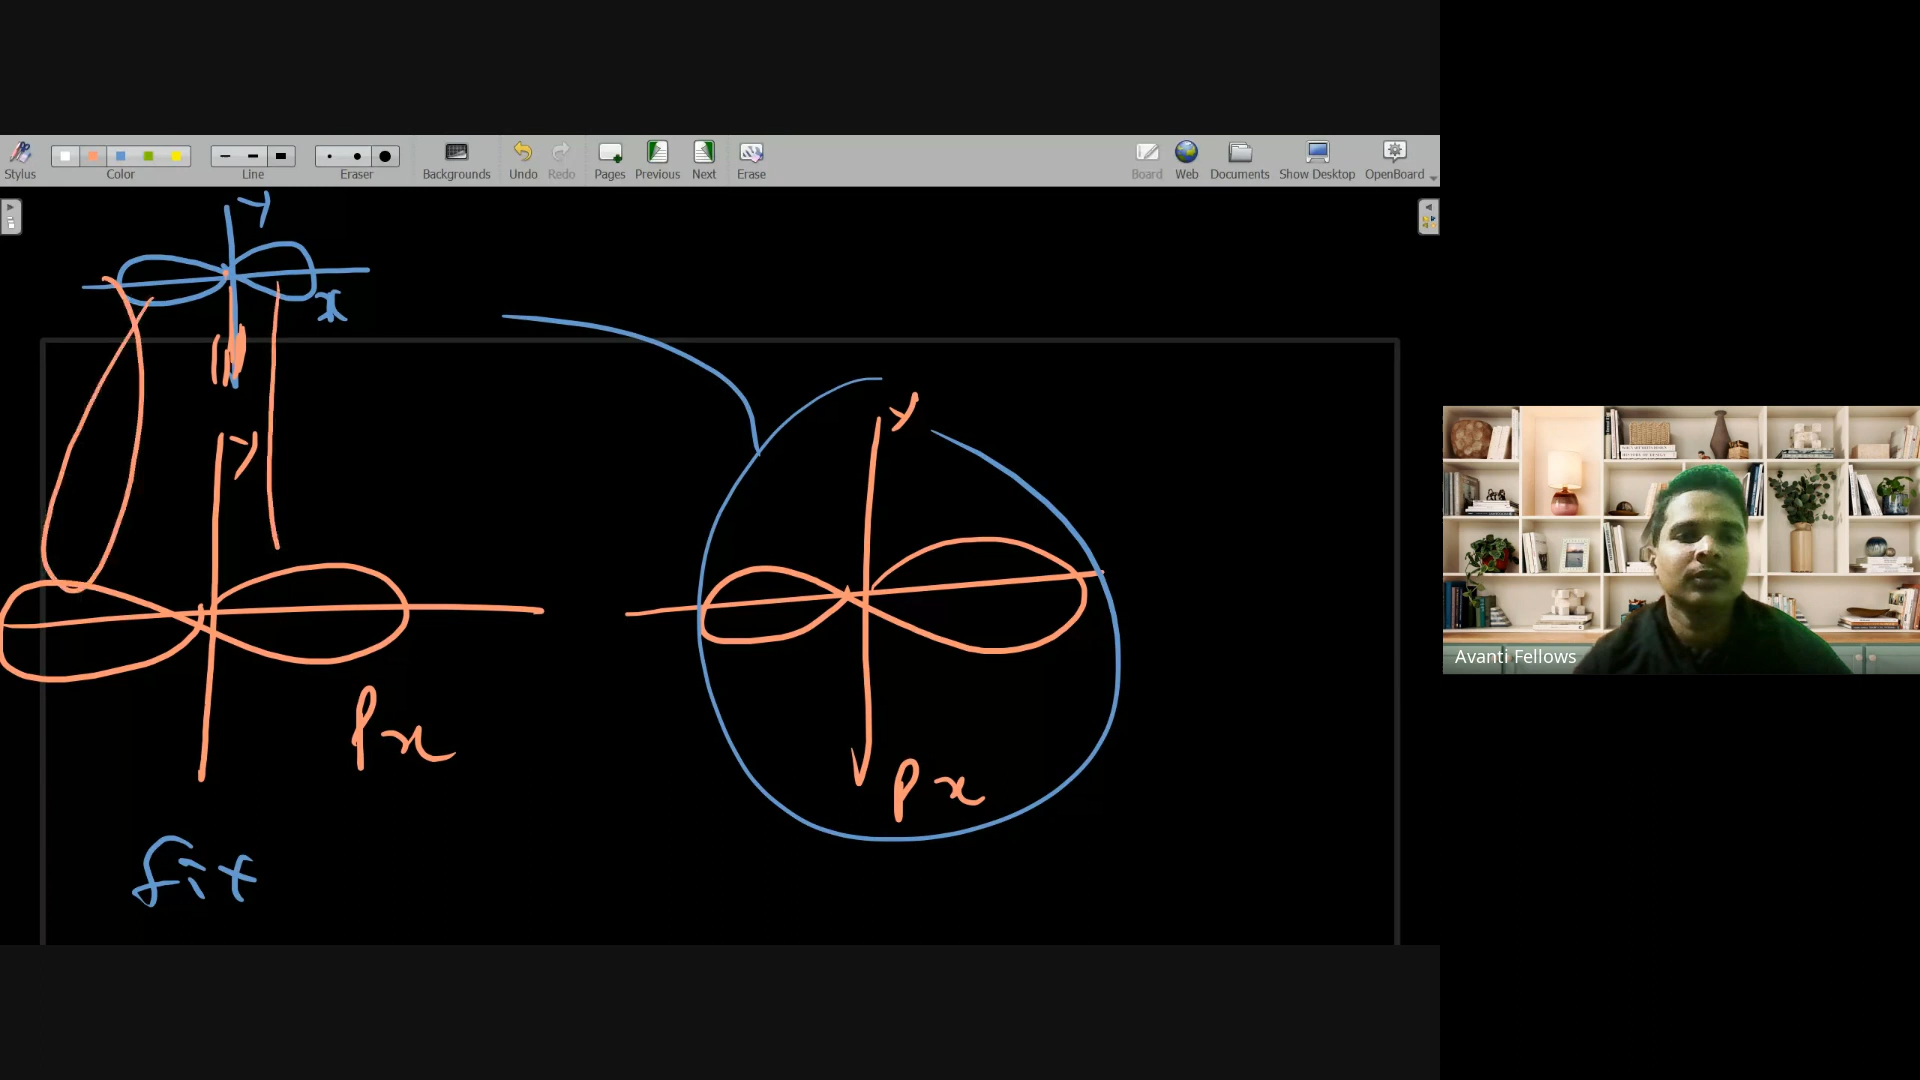 Stylus
Color
Line
Eraser
Backgrounds
Undo
Redo
Pages
Previous
Next
Erase
Board
Web
Documents
Show Desktop
OpenBoard
y
x
y
y
Px
Px
fit
Avanti Fellows